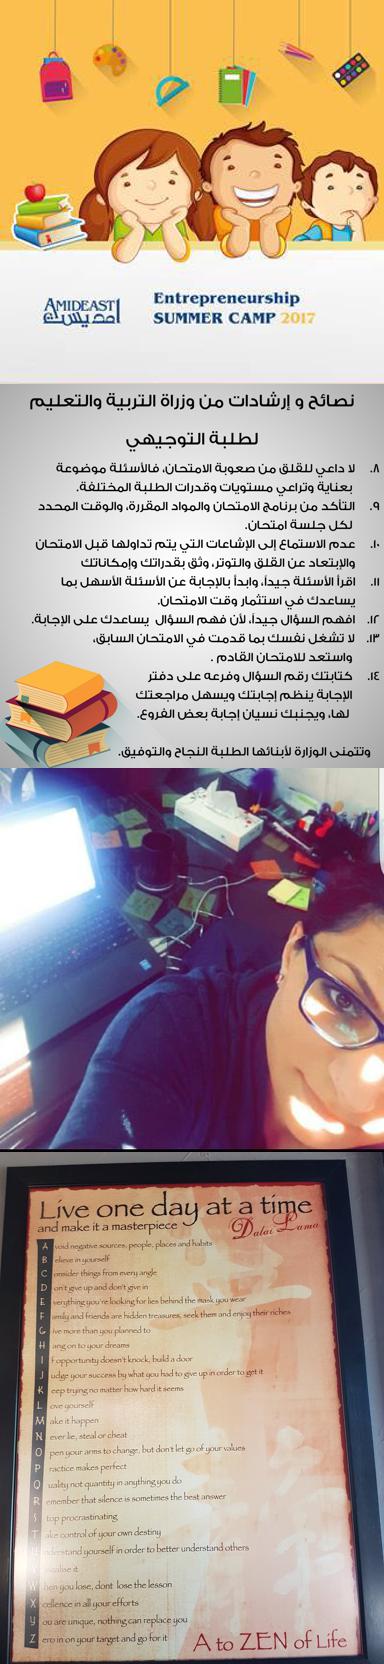 AMIDEAST
امديست
Entrepreneurship
SUMMER CAMP 2017
نصائح و إرشادات من وزراة التربية والتعليم
لطلبة التوجيهي
٨. لا داعي للقلق من صعوبة الامتحان، فالأسئلة موضوعة
بعناية وتراعي مستويات وقدرات الطلبة المختلفة.
٩. التأكد من برنامج الامتحان والمواد المقررة، والوقت المحدد
لكل جلسة امتحان.
١٠. عدم الاستماع إلى الإشاعات التي يتم تداولها قبل الامتحان
والإبتعاد عن القلق والتوتر، وثق بقدراتك وإمكاناتك
١١. اقرأ الأسئلة جيداً، وابدأ بالإجابة عن الأسئلة الأسهل بما
يساعدك في استثمار وقت الامتحان.
١٢. افهم السؤال جيداً، لأن فهم السؤال يساعدك على الإجابة.
١٣. لا تشغل نفسك بما قدمت في الامتحان السابق،
واستعد للامتحان القادم .
١٤. كتابتك رقم السؤال وفرعه على دفتر
الإجابة ينظم إجابتك ويسهل مراجعتك
لها، ويجنبك نسيان إجابة بعض الفروع.
وتتمنى الوزارة لأبنائها الطلبة النجاح والتوفيق.
Live one day at a time
and make it a masterpiece
Dalai Lama
A void negative sources, people, places and habits
B elieve in yourself
C onsider things from every angle
D on't give up and don't give in
E verything you're looking for lies behind the mask you wear
F amily and friends are hidden treasures, seek them and enjoy their riches
G ive more than you planned to
H ang on to your dreams
I f opportunity doesn't knock, build a door
J udge your success by what you had to give up in order to get it
K eep trying no matter how hard it seems
L ove yourself
M ake it happen
N ever lie, steal or cheat
O pen your arms to change, but don't let go of your values
P ractice makes perfect
Q uality not quantity in anything you do
R emember that silence is sometimes the best answer
S top procrastinating
T ake control of your own destiny
U nderstand yourself in order to better understand others
V isualise it
W hen you lose, dont lose the lesson
X cellence in all your efforts
Y ou are unique, nothing can replace you
Z ero in on your target and go for it
A to ZEN of Life